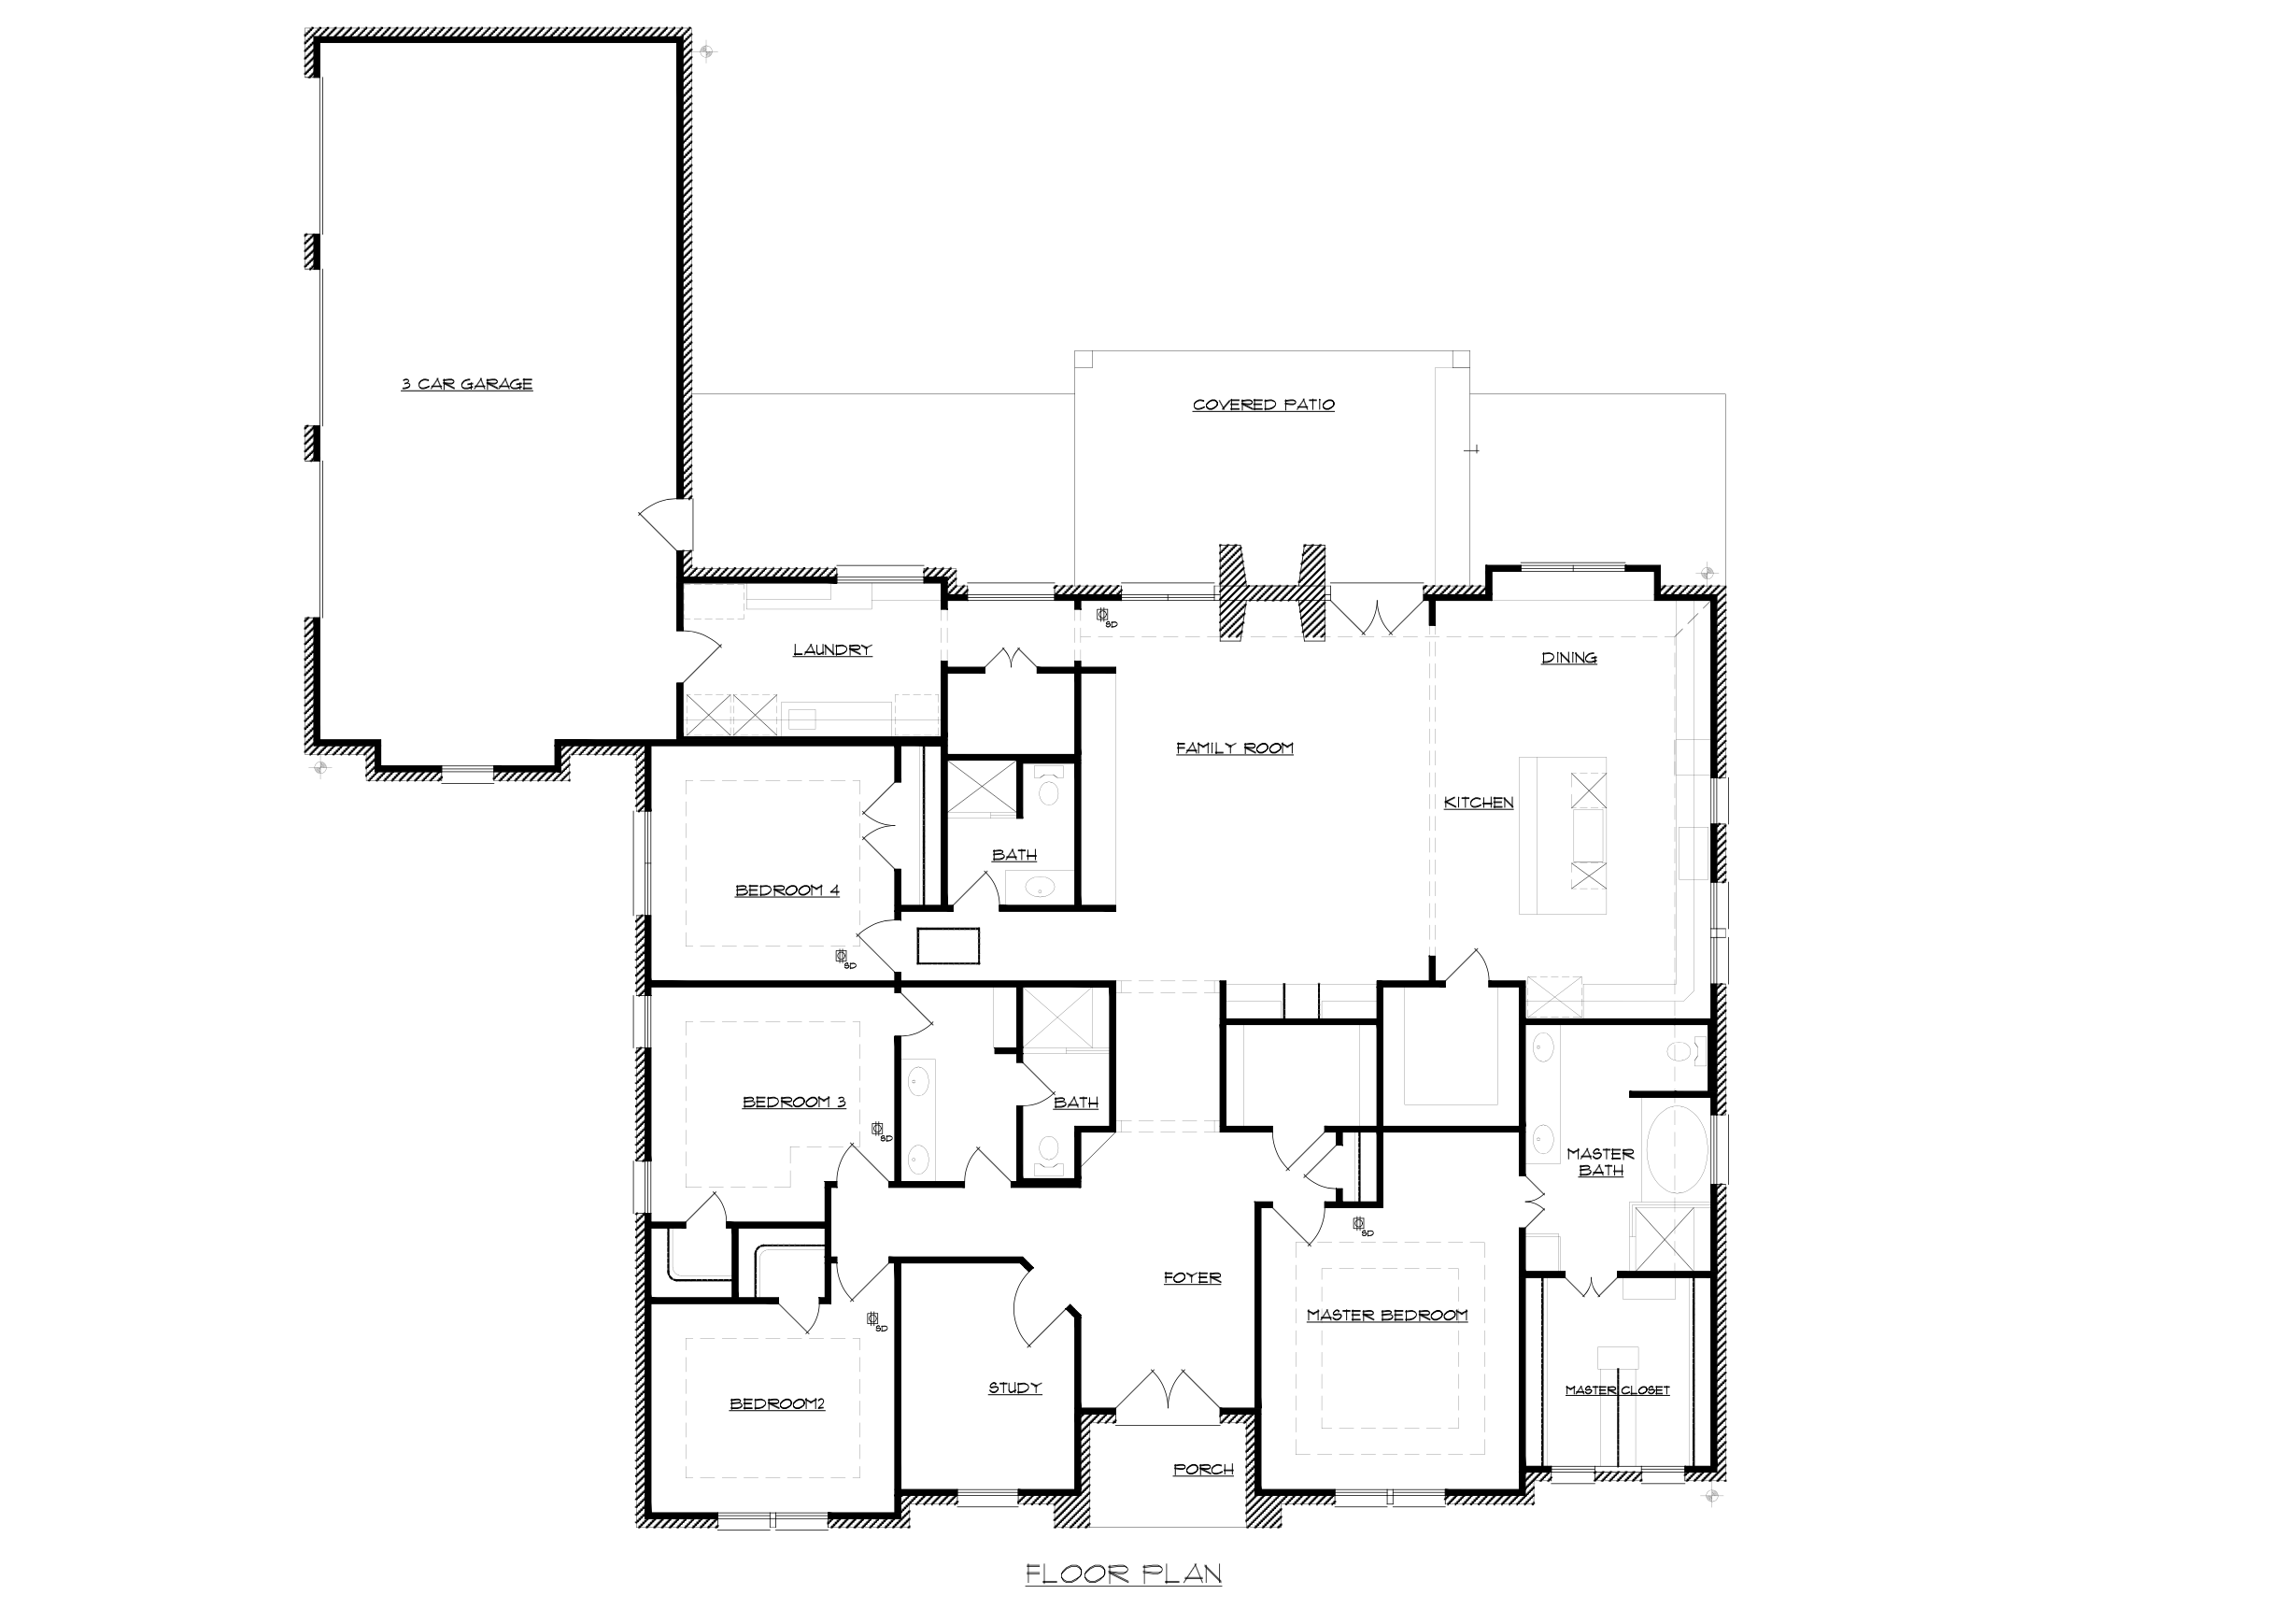 3 CAR GARAGE
COVERED PATIO
SD
LAUNDRY
DINING
FAMILY ROOM
KITCHEN
BATH
BEDROOM 4
SD
BEDROOM 3
BATH
SD
MASTER
BATH
SD
FOYER
MASTER BEDROOM
SD
STUDY
MASTER CLOSET
BEDROOM2
PORCH
FLOOR PLAN